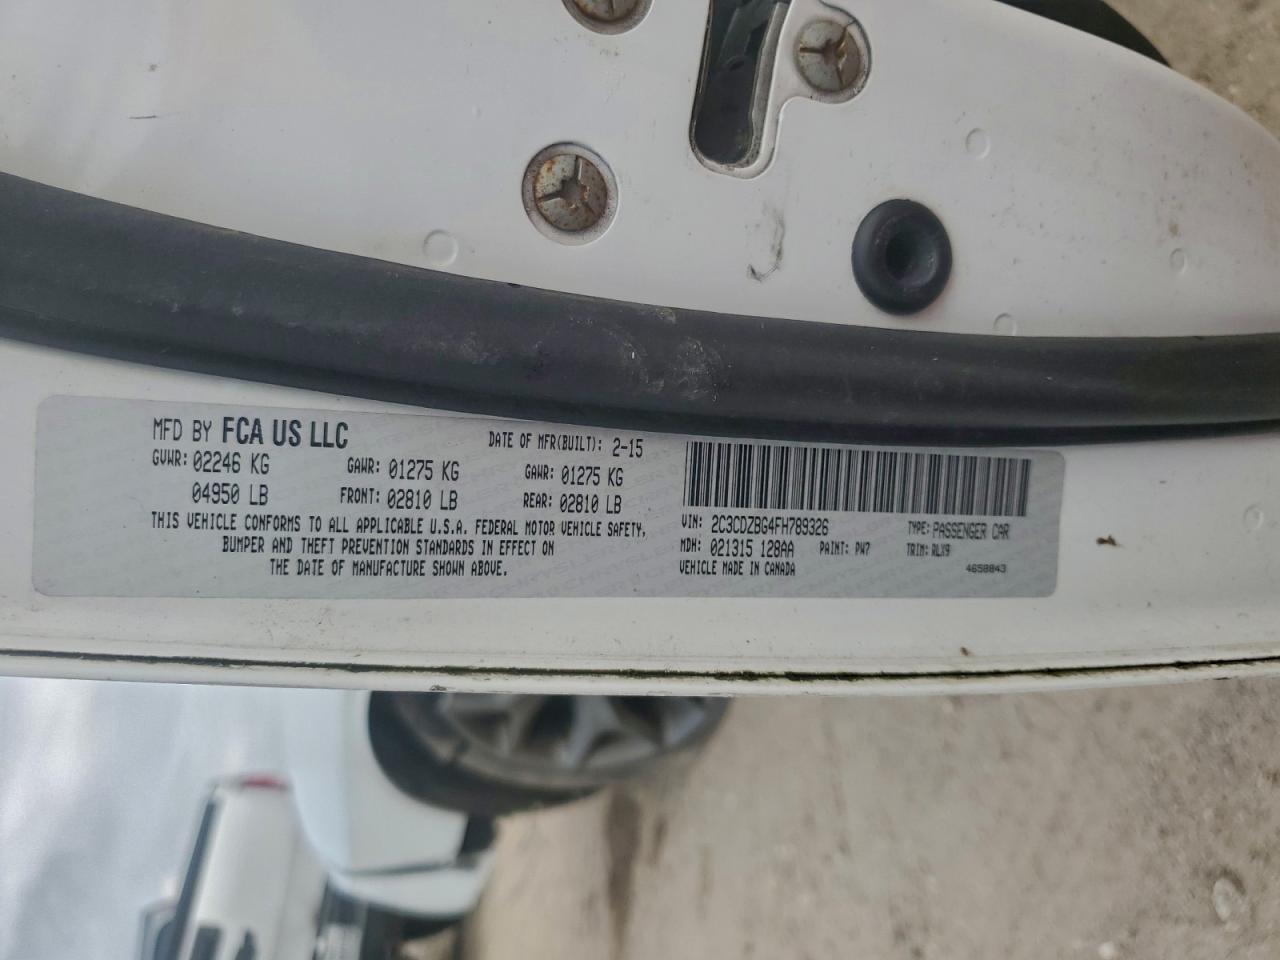 MFD BY FCA US LLC DATE OF MFR(BUILT): 2-15
GVWR: 02246 KG GAWR: 01275 KG GAWR: 01275 KG
04950 LB FRONT: 02810 LB REAR: 02810 LB
THIS VEHICLE CONFORMS TO ALL APPLICABLE U.S.A. FEDERAL MOTOR VEHICLE SAFETY,
BUMPER AND THEFT PREVENTION STANDARDS IN EFFECT ON
THE DATE OF MANUFACTURE SHOWN ABOVE.
VIN: 2C3CDZBG4FH789326 TYPE: PASSENGER CAR
MDH: 021315 128AA PAINT: PW7 TRIM: RLX9
VEHICLE MADE IN CANADA 4658843